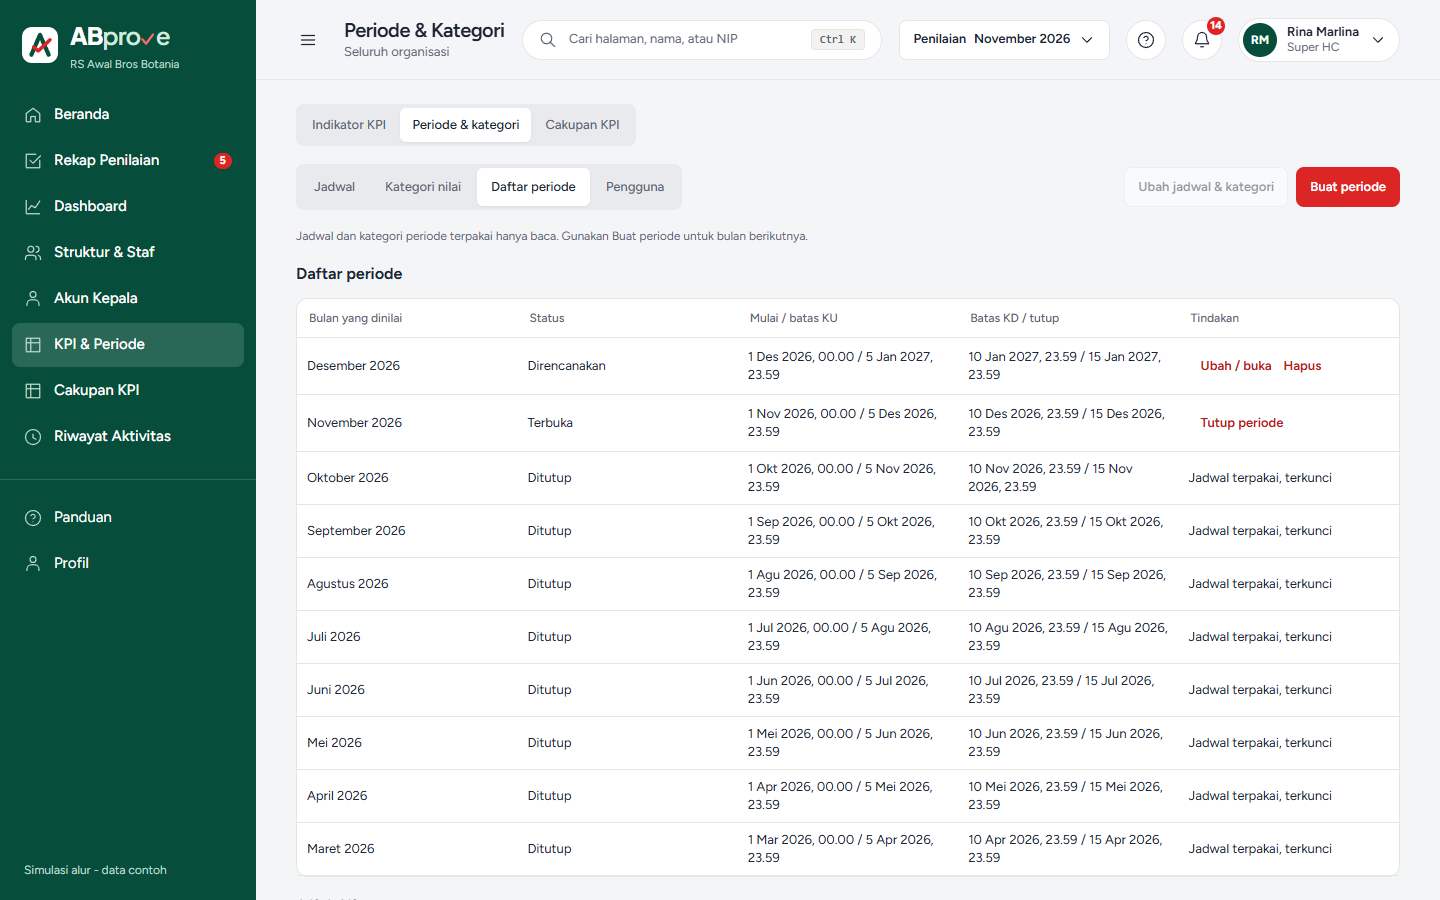 ABprove
RS Awal Bros Botania
Beranda
Rekap Penilaian 5
Dashboard
Struktur & Staf
Akun Kepala
KPI & Periode
Cakupan KPI
Riwayat Aktivitas
Panduan
Profil
Simulasi alur - data contoh
Periode & Kategori
Seluruh organisasi
Cari halaman, nama, atau NIP Ctrl K
Penilaian November 2026
14
RM
Rina Marlina
Super HC
Indikator KPI Periode & kategori Cakupan KPI
Jadwal Kategori nilai Daftar periode Pengguna
Ubah jadwal & kategori Buat periode
Jadwal dan kategori periode terpakai hanya baca. Gunakan Buat periode untuk bulan berikutnya.
Daftar periode
Bulan yang dinilai Status Mulai / batas KU Batas KD / tutup Tindakan
Desember 2026 Direncanakan 1 Des 2026, 00.00 / 5 Jan 2027, 23.59 10 Jan 2027, 23.59 / 15 Jan 2027, 23.59 Ubah / buka Hapus
November 2026 Terbuka 1 Nov 2026, 00.00 / 5 Des 2026, 23.59 10 Des 2026, 23.59 / 15 Des 2026, 23.59 Tutup periode
Oktober 2026 Ditutup 1 Okt 2026, 00.00 / 5 Nov 2026, 23.59 10 Nov 2026, 23.59 / 15 Nov 2026, 23.59 Jadwal terpakai, terkunci
September 2026 Ditutup 1 Sep 2026, 00.00 / 5 Okt 2026, 23.59 10 Okt 2026, 23.59 / 15 Okt 2026, 23.59 Jadwal terpakai, terkunci
Agustus 2026 Ditutup 1 Agu 2026, 00.00 / 5 Sep 2026, 23.59 10 Sep 2026, 23.59 / 15 Sep 2026, 23.59 Jadwal terpakai, terkunci
Juli 2026 Ditutup 1 Jul 2026, 00.00 / 5 Agu 2026, 23.59 10 Agu 2026, 23.59 / 15 Agu 2026, 23.59 Jadwal terpakai, terkunci
Juni 2026 Ditutup 1 Jun 2026, 00.00 / 5 Jul 2026, 23.59 10 Jul 2026, 23.59 / 15 Jul 2026, 23.59 Jadwal terpakai, terkunci
Mei 2026 Ditutup 1 Mei 2026, 00.00 / 5 Jun 2026, 23.59 10 Jun 2026, 23.59 / 15 Jun 2026, 23.59 Jadwal terpakai, terkunci
April 2026 Ditutup 1 Apr 2026, 00.00 / 5 Mei 2026, 23.59 10 Mei 2026, 23.59 / 15 Mei 2026, 23.59 Jadwal terpakai, terkunci
Maret 2026 Ditutup 1 Mar 2026, 00.00 / 5 Apr 2026, 23.59 10 Apr 2026, 23.59 / 15 Apr 2026, 23.59 Jadwal terpakai, terkunci